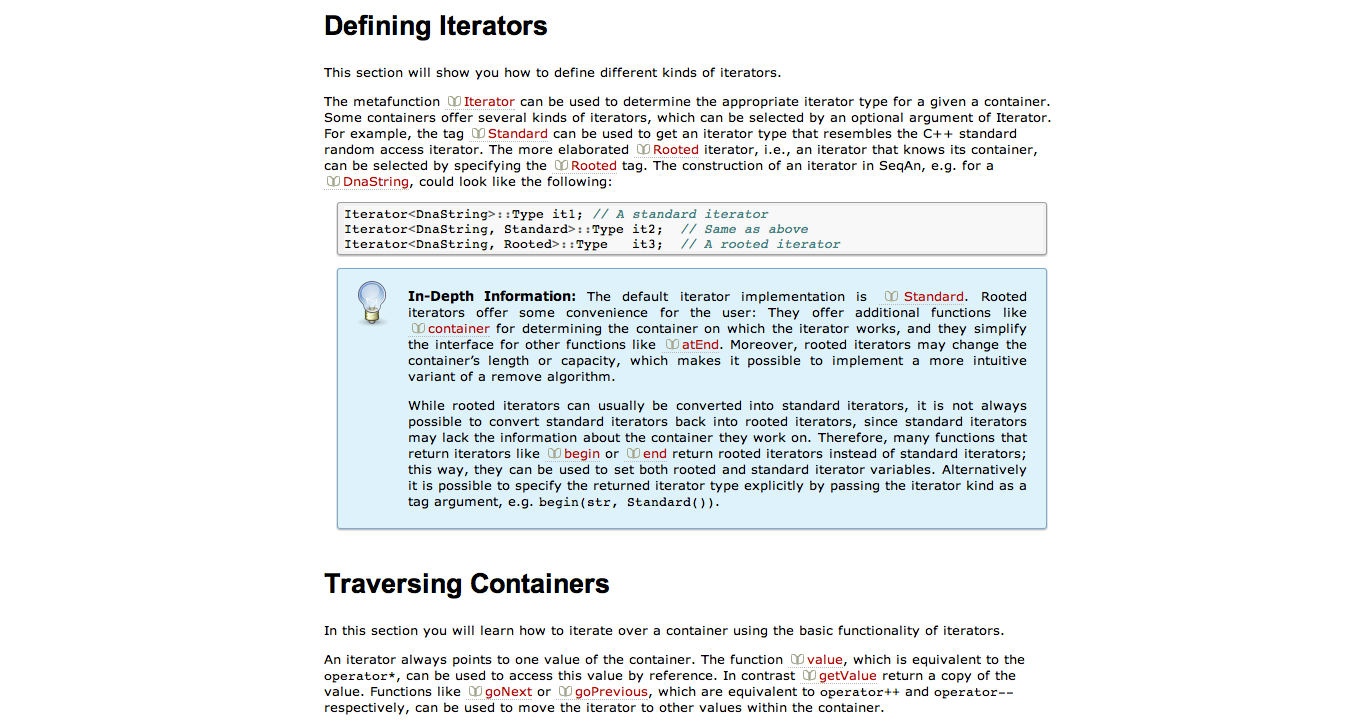 Defining Iterators
This section will show you how to define different kinds of iterators.
The metafunction Iterator can be used to determine the appropriate iterator type for a given a container.
Some containers offer several kinds of iterators, which can be selected by an optional argument of Iterator.
For example, the tag Standard can be used to get an iterator type that resembles the C++ standard
random access iterator. The more elaborated Rooted iterator, i.e., an iterator that knows its container,
can be selected by specifying the Rooted tag. The construction of an iterator in SeqAn, e.g. for a
DnaString, could look like the following:
Iterator<DnaString>::Type it1; // A standard iterator
Iterator<DnaString, Standard>::Type it2;  // Same as above
Iterator<DnaString, Rooted>::Type   it3;  // A rooted iterator
In-Depth Information: The default iterator implementation is Standard. Rooted
iterators offer some convenience for the user: They offer additional functions like
container for determining the container on which the iterator works, and they simplify
the interface for other functions like atEnd. Moreover, rooted iterators may change the
container’s length or capacity, which makes it possible to implement a more intuitive
variant of a remove algorithm.
While rooted iterators can usually be converted into standard iterators, it is not always
possible to convert standard iterators back into rooted iterators, since standard iterators
may lack the information about the container they work on. Therefore, many functions that
return iterators like begin or end return rooted iterators instead of standard iterators;
this way, they can be used to set both rooted and standard iterator variables. Alternatively
it is possible to specify the returned iterator type explicitly by passing the iterator kind as a
tag argument, e.g. begin(str, Standard()).
Traversing Containers
In this section you will learn how to iterate over a container using the basic functionality of iterators.
An iterator always points to one value of the container. The function value, which is equivalent to the
operator*, can be used to access this value by reference. In contrast getValue return a copy of the
value. Functions like goNext or goPrevious, which are equivalent to operator++ and operator--
respectively, can be used to move the iterator to other values within the container.